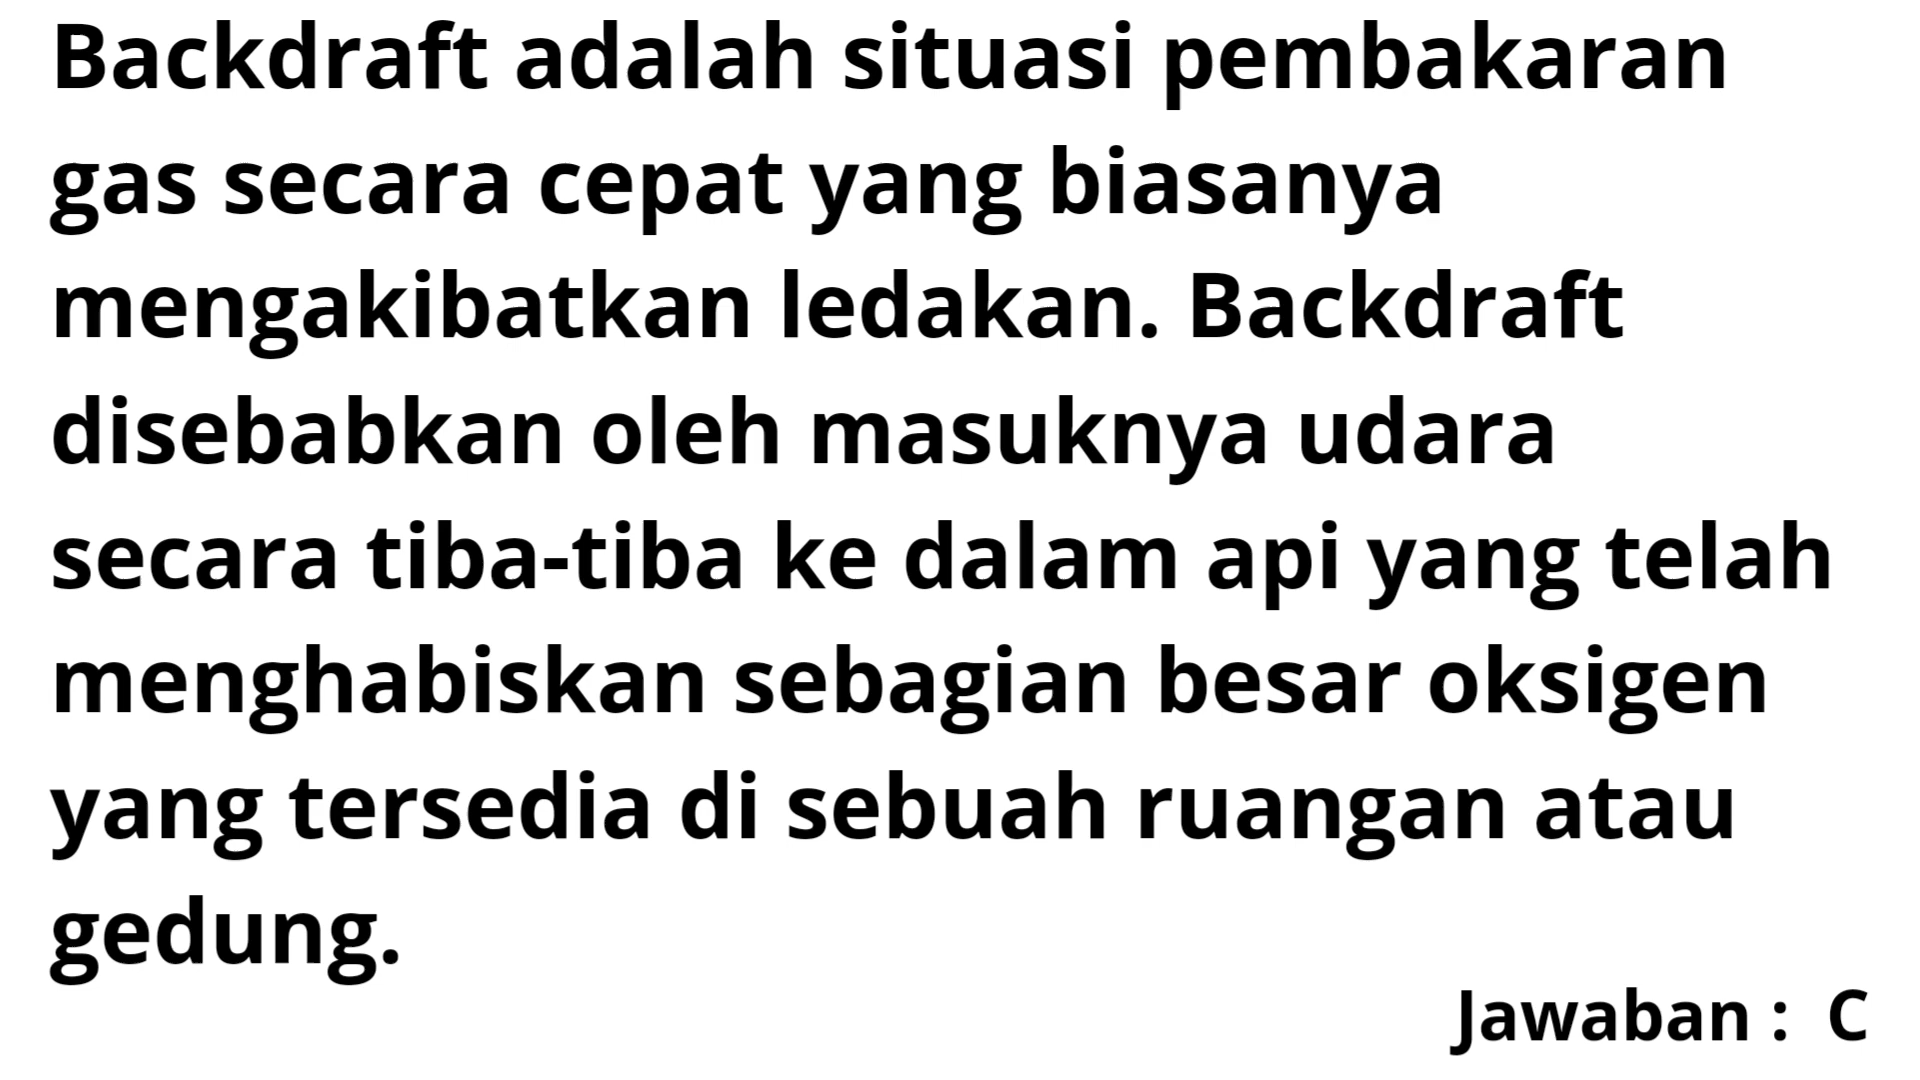 Backdraft adalah situasi pembakaran
gas secara cepat yang biasanya
mengakibatkan ledakan. Backdraft
disebabkan oleh masuknya udara
secara tiba-tiba ke dalam api yang telah
menghabiskan sebagian besar oksigen
yang tersedia di sebuah ruangan atau
gedung.
Jawaban : C